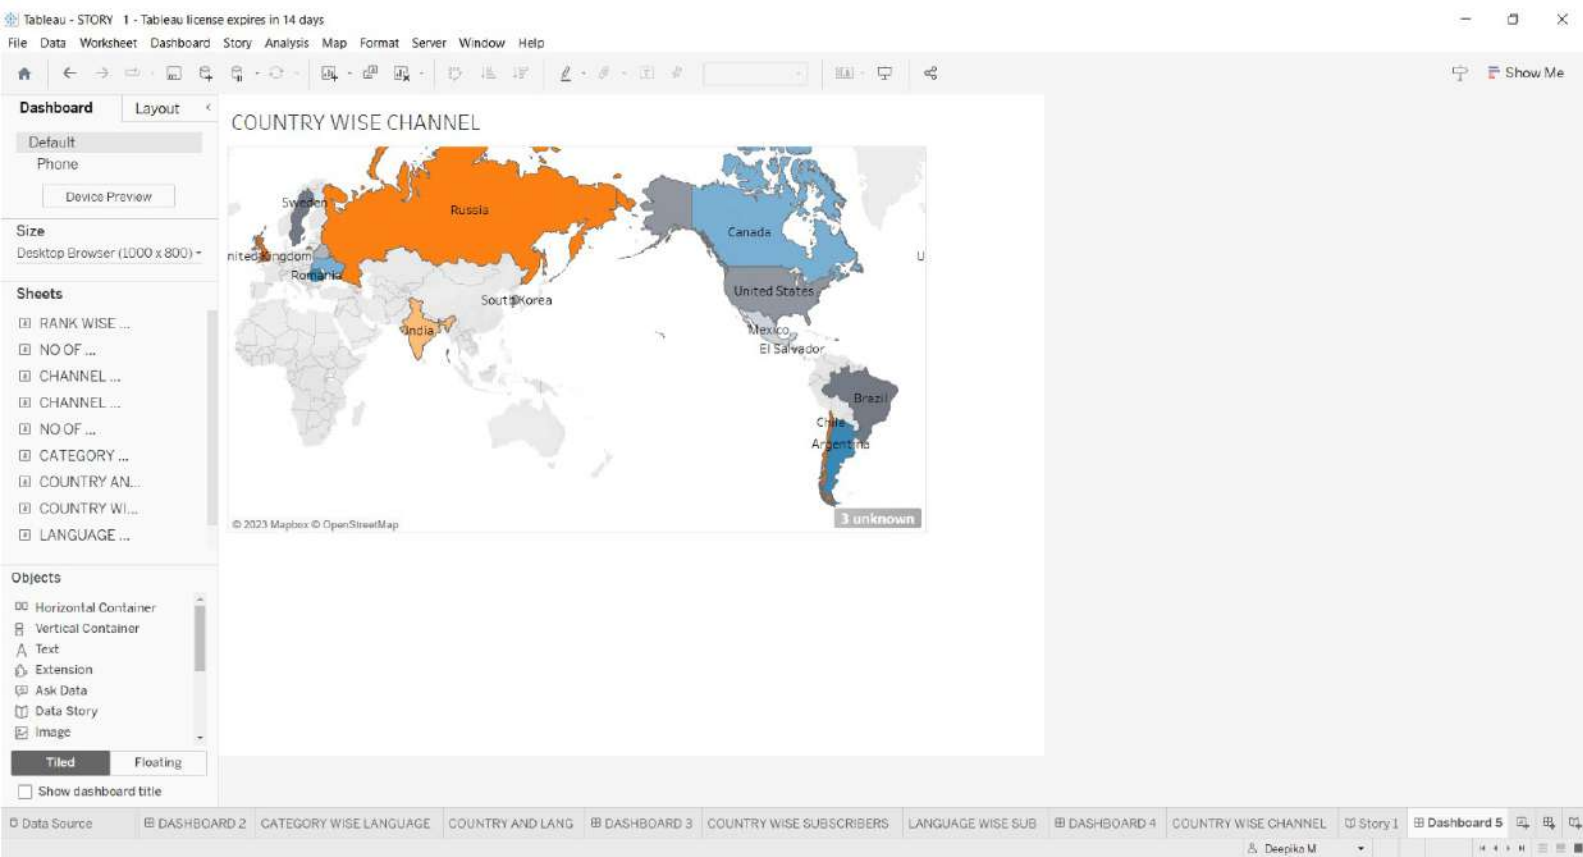 Tableau - STORY 1 - Tableau license expires in 14 days
File Data Worksheet Dashboard Story Analysis Map Format Server Window Help
Show Me
Dashboard Layout
Default
Phone
Device Preview
Size
Desktop Browser (1000 x 800)
Sheets
RANK WISE ...
NO OF ...
CHANNEL ...
CHANNEL ...
NO OF ...
CATEGORY ...
COUNTRY AN...
COUNTRY WI...
LANGUAGE ...
Objects
Horizontal Container
Vertical Container
Text
Extension
Ask Data
Data Story
Image
Tiled Floating
Show dashboard title
COUNTRY WISE CHANNEL
Sweden
Russia
Canada
nited Kingdom
U
Romania
United States
South Korea
India
Mexico
El Salvador
Brazil
Chile
Argentina
3 unknown
© 2023 Mapbox © OpenStreetMap
Data Source DASHBOARD 2 CATEGORY WISE LANGUAGE COUNTRY AND LANG DASHBOARD 3 COUNTRY WISE SUBSCRIBERS LANGUAGE WISE SUB DASHBOARD 4 COUNTRY WISE CHANNEL Story 1 Dashboard 5
Deepika M